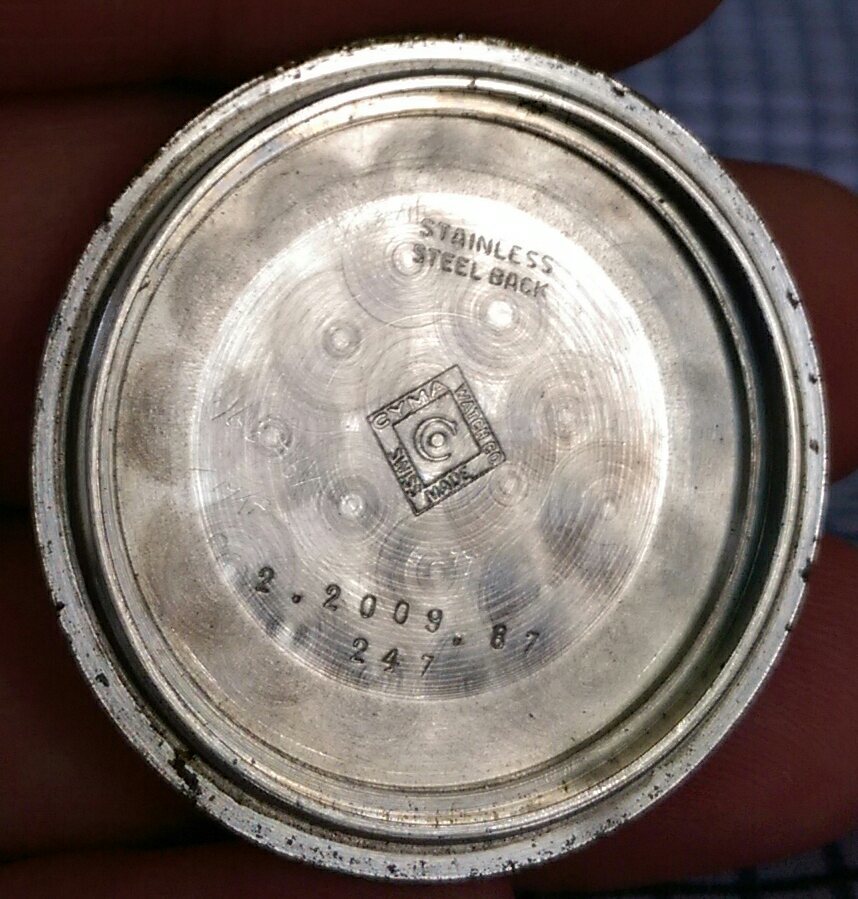 STAINLESS
STEEL BACK
CYMA
WATCH CO
SWISS
MADE
2.2009.87
247